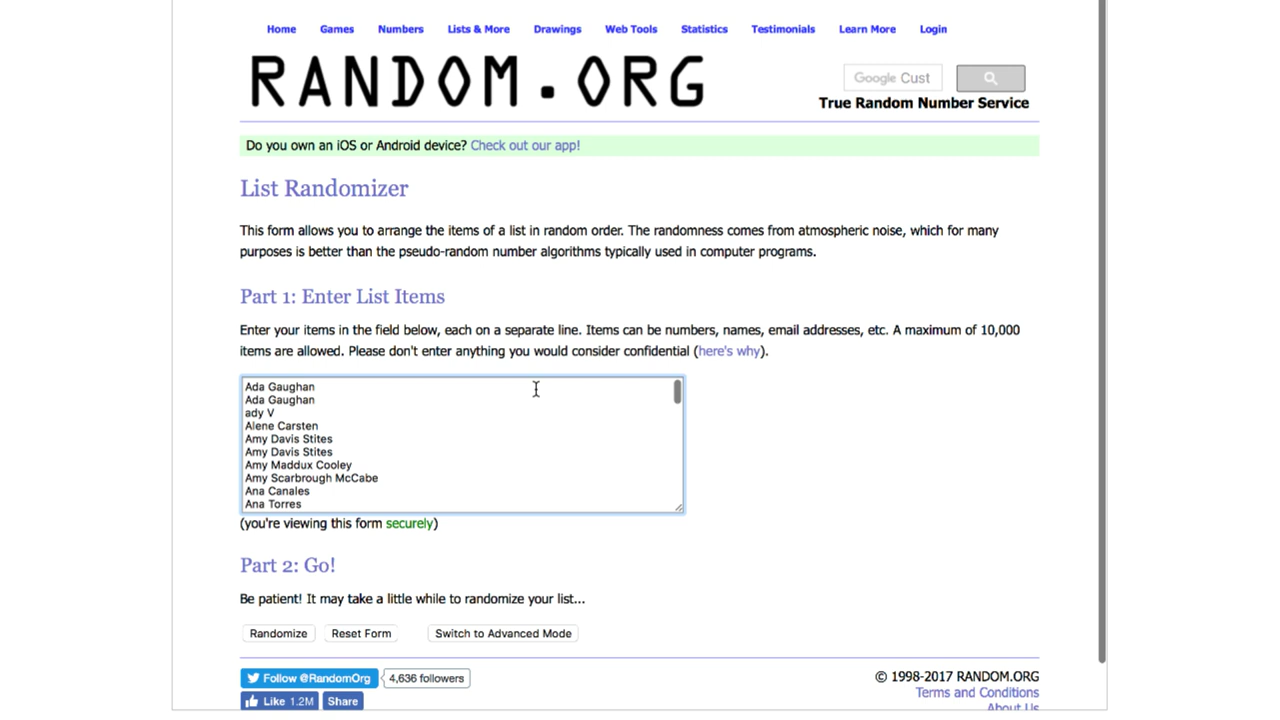 Home Games Numbers Lists & More Drawings Web Tools Statistics Testimonials Learn More Login
RANDOM.ORG
Google Cust
True Random Number Service
Do you own an iOS or Android device? Check out our app!
List Randomizer
This form allows you to arrange the items of a list in random order. The randomness comes from atmospheric noise, which for many
purposes is better than the pseudo-random number algorithms typically used in computer programs.
Part 1: Enter List Items
Enter your items in the field below, each on a separate line. Items can be numbers, names, email addresses, etc. A maximum of 10,000
items are allowed. Please don't enter anything you would consider confidential (here's why).
Ada Gaughan
Ada Gaughan
ady V
Alene Carsten
Amy Davis Stites
Amy Davis Stites
Amy Maddux Cooley
Amy Scarbrough McCabe
Ana Canales
Ana Torres
(you're viewing this form securely)
Part 2: Go!
Be patient! It may take a little while to randomize your list...
Randomize Reset Form Switch to Advanced Mode
Follow @RandomOrg 4,636 followers
Like 1.2M Share
© 1998-2017 RANDOM.ORG
Terms and Conditions
About Us